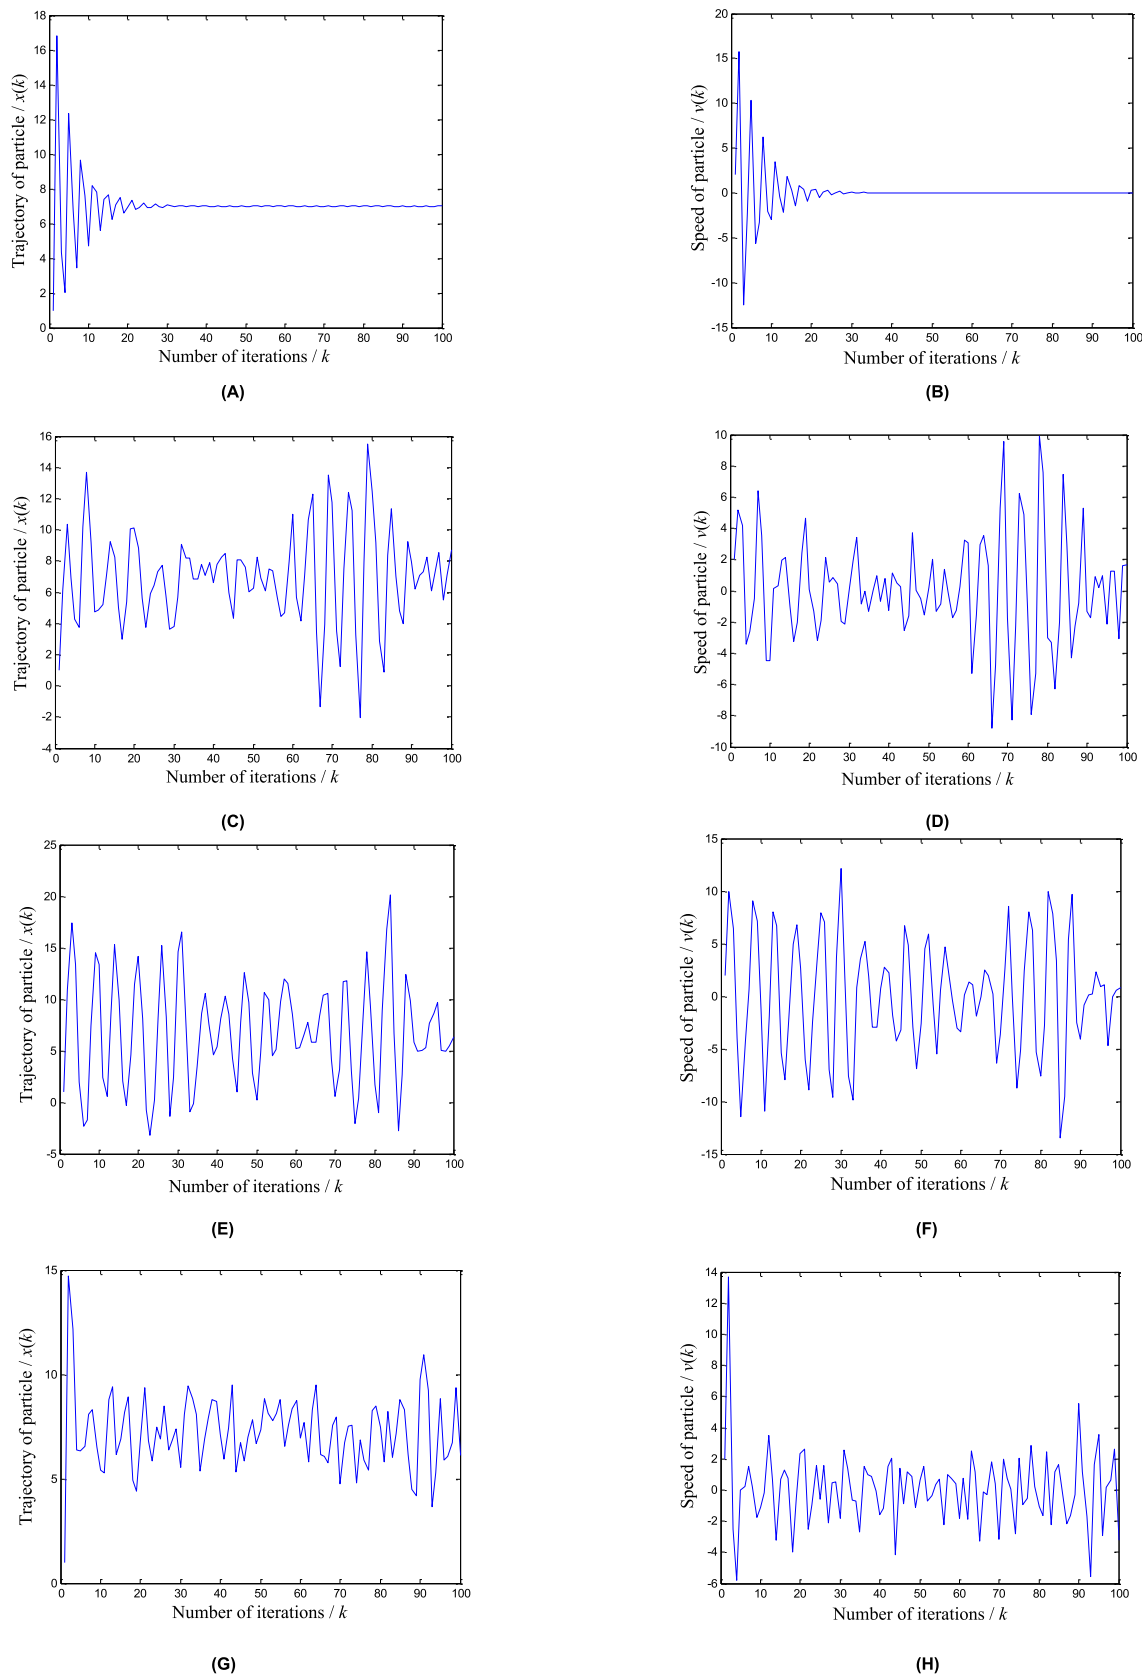 18
16
14
12
10
8
6
4
2
0
Trajectory of particle / x(k)
0 10 20 30 40 50 60 70 80 90 100
Number of iterations / k
(A)
20
15
10
5
0
-5
-10
-15
Speed of particle / v(k)
0 10 20 30 40 50 60 70 80 90 100
Number of iterations / k
(B)
16
14
12
10
8
6
4
2
0
-2
-4
Trajectory of particle / x(k)
0 10 20 30 40 50 60 70 80 90 100
Number of iterations / k
(C)
10
8
6
4
2
0
-2
-4
-6
-8
-10
Speed of particle / v(k)
0 10 20 30 40 50 60 70 80 90 100
Number of iterations / k
(D)
25
20
15
10
5
0
-5
Trajectory of particle / x(k)
0 10 20 30 40 50 60 70 80 90 100
Number of iterations / k
(E)
15
10
5
0
-5
-10
-15
Speed of particle / v(k)
0 10 20 30 40 50 60 70 80 90 100
Number of iterations / k
(F)
15
10
5
0
Trajectory of particle / x(k)
0 10 20 30 40 50 60 70 80 90 100
Number of iterations / k
(G)
14
12
10
8
6
4
2
0
-2
-4
-6
Speed of particle / v(k)
0 10 20 30 40 50 60 70 80 90 100
Number of iterations / k
(H)